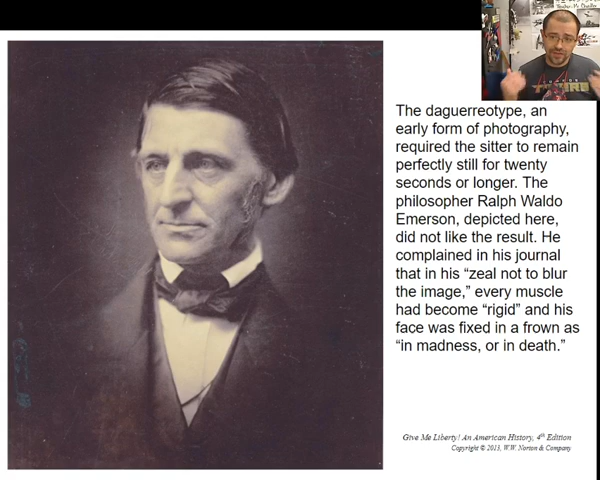 The daguerreotype, an
early form of photography,
required the sitter to remain
perfectly still for twenty
seconds or longer. The
philosopher Ralph Waldo
Emerson, depicted here,
did not like the result. He
complained in his journal
that in his “zeal not to blur
the image,” every muscle
had become “rigid” and his
face was fixed in a frown as
“in madness, or in death.”
Give Me Liberty! An American History, 4th Edition
Copyright © 2013, W.W. Norton & Company